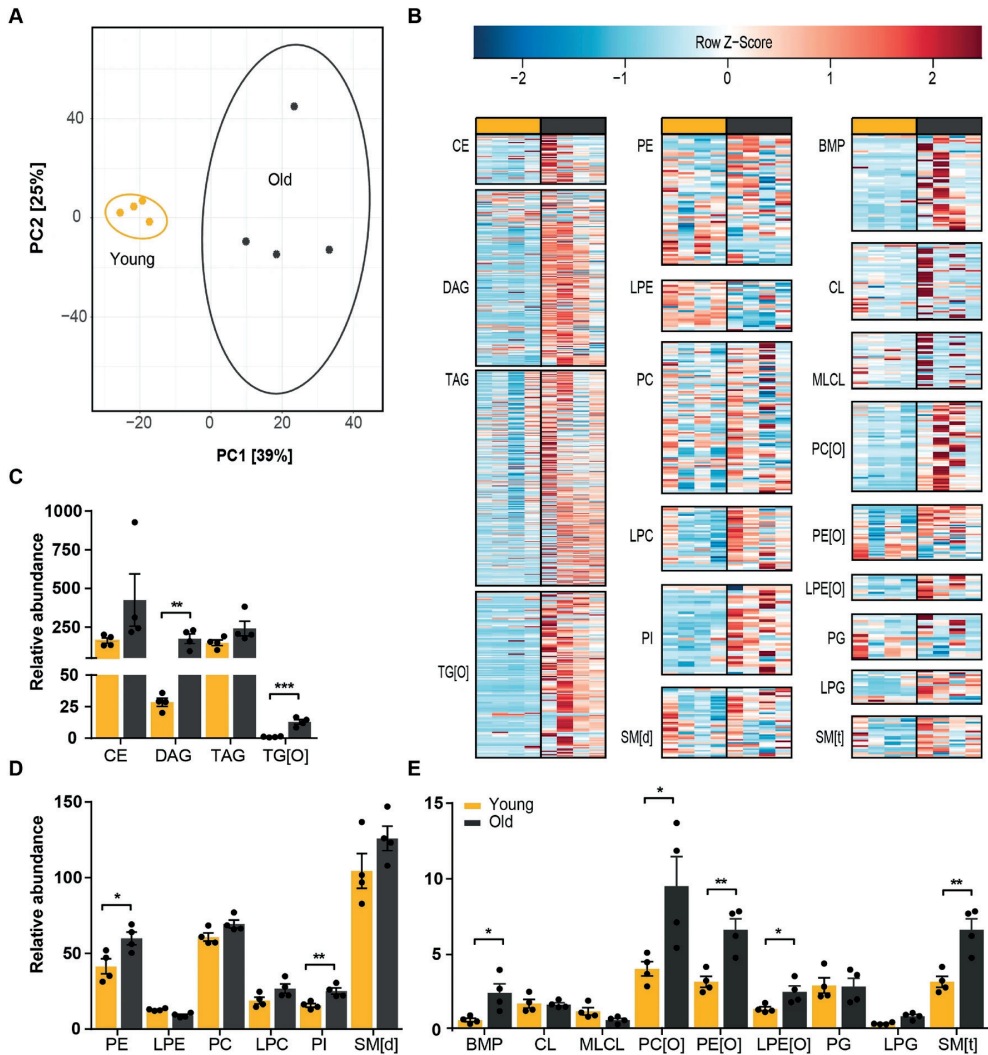 A
PC2 [25%]
40
0
−40
Old
Young
−20
0
20
40
PC1 [39%]
B
Row Z−Score
−2
−1
0
1
2
CE
DAG
TAG
TG[O]
PE
LPE
PC
LPC
PI
SM[d]
BMP
CL
MLCL
PC[O]
PE[O]
LPE[O]
PG
LPG
SM[t]
C
Relative abundance
1000
750
500
250
50
25
0
**
***
CE DAG TAG TG[O]
D
Relative abundance
150
100
50
0
*
**
PE LPE PC LPC PI SM[d]
E
15
10
5
0
Young
Old
*
*
**
*
**
BMP CL MLCL PC[O] PE[O] LPE[O] PG LPG SM[t]